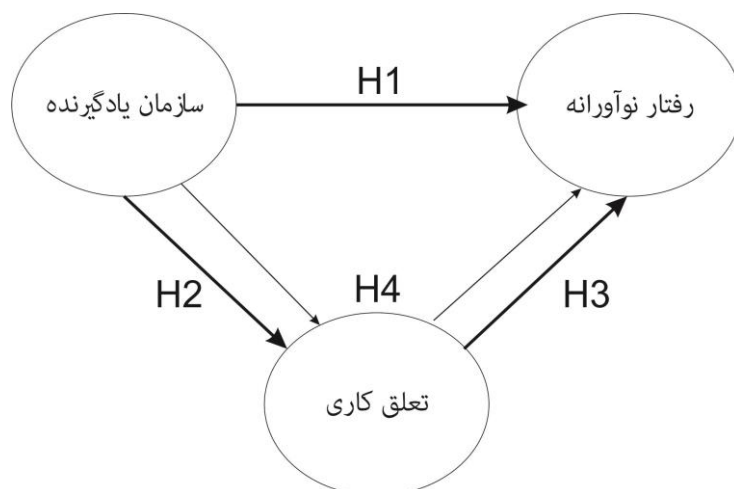 H1
رفتار نوآورانه
سازمان یادگیرنده
H2
H4
H3
تعلق کاری